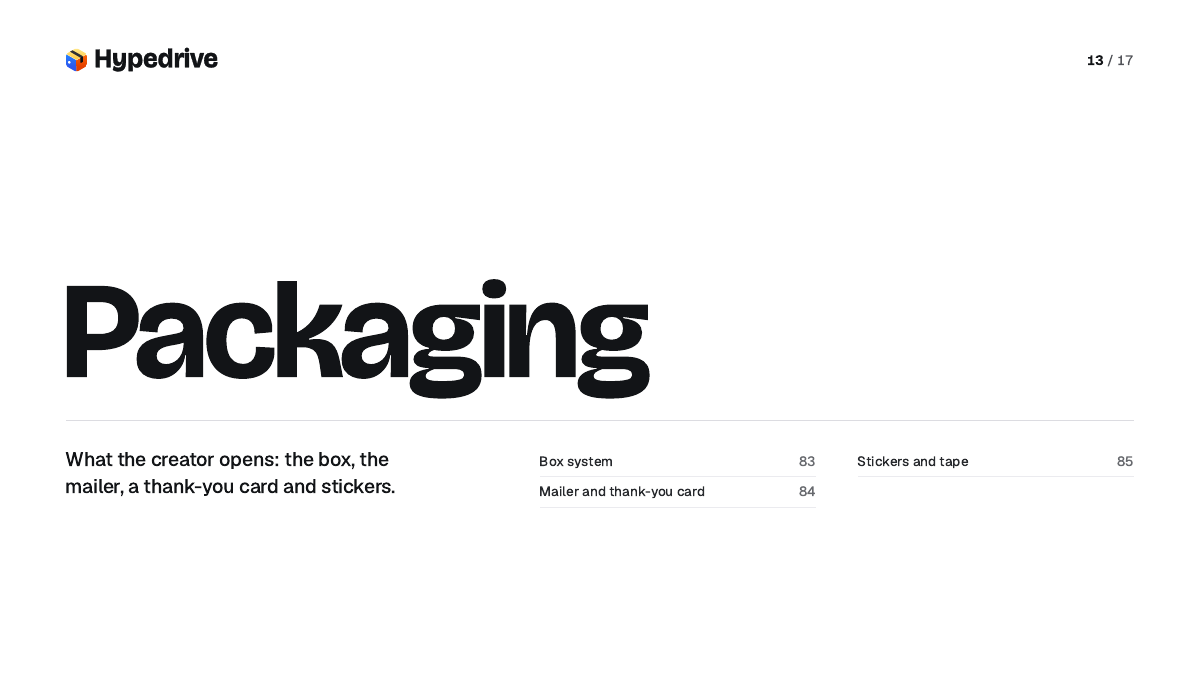 Hypedrive
13 / 17
Packaging
What the creator opens: the box, the
mailer, a thank-you card and stickers.
Box system 83
Mailer and thank-you card 84
Stickers and tape 85